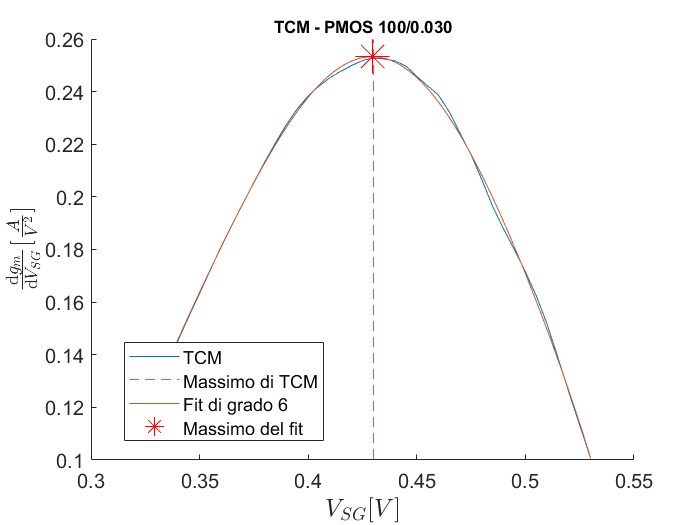 TCM - PMOS 100/0.030
0.26
0.24
0.22
0.2
0.18
0.16
0.14
0.12
0.1
dg_m/dV_SG [A/V^2]
TCM
Massimo di TCM
Fit di grado 6
Massimo del fit
0.3 0.35 0.4 0.45 0.5 0.55
V_SG[V]